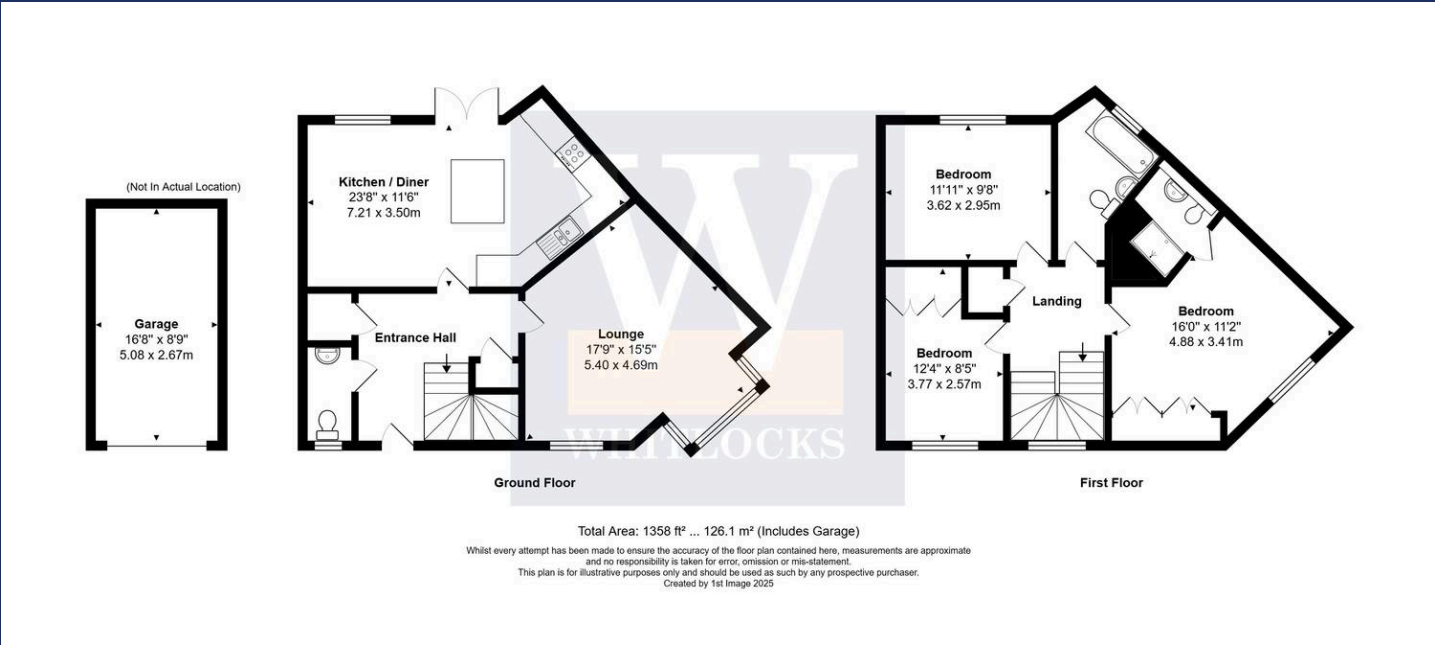 (Not In Actual Location)
Garage
16'8" x 8'9"
5.08 x 2.67m
Kitchen / Diner
23'8" x 11'6"
7.21 x 3.50m
Entrance Hall
Lounge
17'9" x 15'5"
5.40 x 4.69m
W
WHITLOCKS
Ground Floor
Bedroom
11'11" x 9'8"
3.62 x 2.95m
Landing
Bedroom
12'4" x 8'5"
3.77 x 2.57m
Bedroom
16'0" x 11'2"
4.88 x 3.41m
First Floor
Total Area: 1358 ft² ... 126.1 m² (Includes Garage)
Whilst every attempt has been made to ensure the accuracy of the floor plan contained here, measurements are approximate
and no responsibility is taken for error, omission or mis-statement.
This plan is for illustrative purposes only and should be used as such by any prospective purchaser.
Created by 1st Image 2025